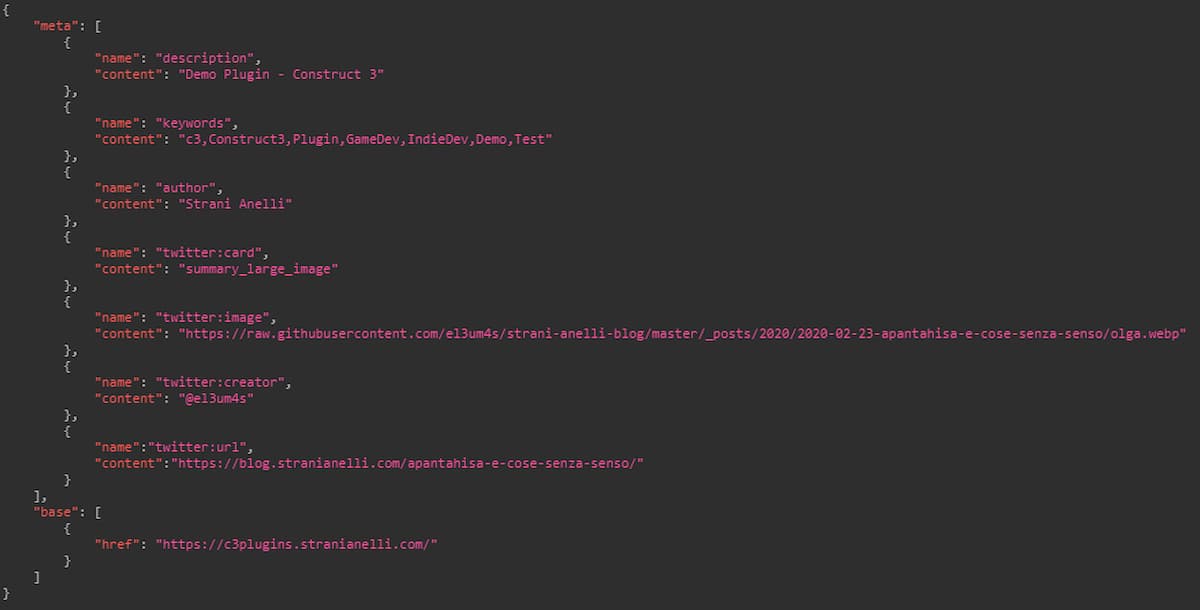 {
    "meta": [
        {
            "name": "description",
            "content": "Demo Plugin - Construct 3"
        },
        {
            "name": "keywords",
            "content": "c3,Construct3,Plugin,GameDev,IndieDev,Demo,Test"
        },
        {
            "name": "author",
            "content": "Strani Anelli"
        },
        {
            "name": "twitter:card",
            "content": "summary_large_image"
        },
        {
            "name": "twitter:image",
            "content": "https://raw.githubusercontent.com/el3um4s/strani-anelli-blog/master/_posts/2020/2020-02-23-apantahisa-e-cose-senza-senso/olga.webp"
        },
        {
            "name": "twitter:creator",
            "content": "@el3um4s"
        },
        {
            "name":"twitter:url",
            "content":"https://blog.stranianelli.com/apantahisa-e-cose-senza-senso/"
        }
    ],
    "base": [
        {
            "href": "https://c3plugins.stranianelli.com/"
        }
    ]
}